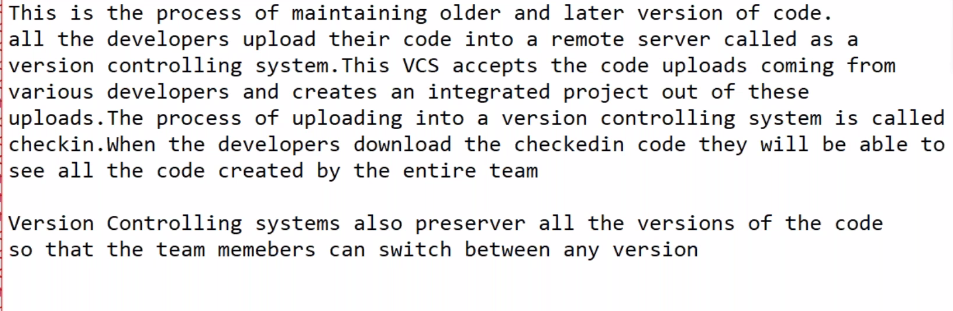 This is the process of maintaining older and later version of code.
all the developers upload their code into a remote server called as a
version controlling system.This VCS accepts the code uploads coming from
various developers and creates an integrated project out of these
uploads.The process of uploading into a version controlling system is called
checkin.When the developers download the checkedin code they will be able to
see all the code created by the entire team
Version Controlling systems also preserver all the versions of the code
so that the team memebers can switch between any version